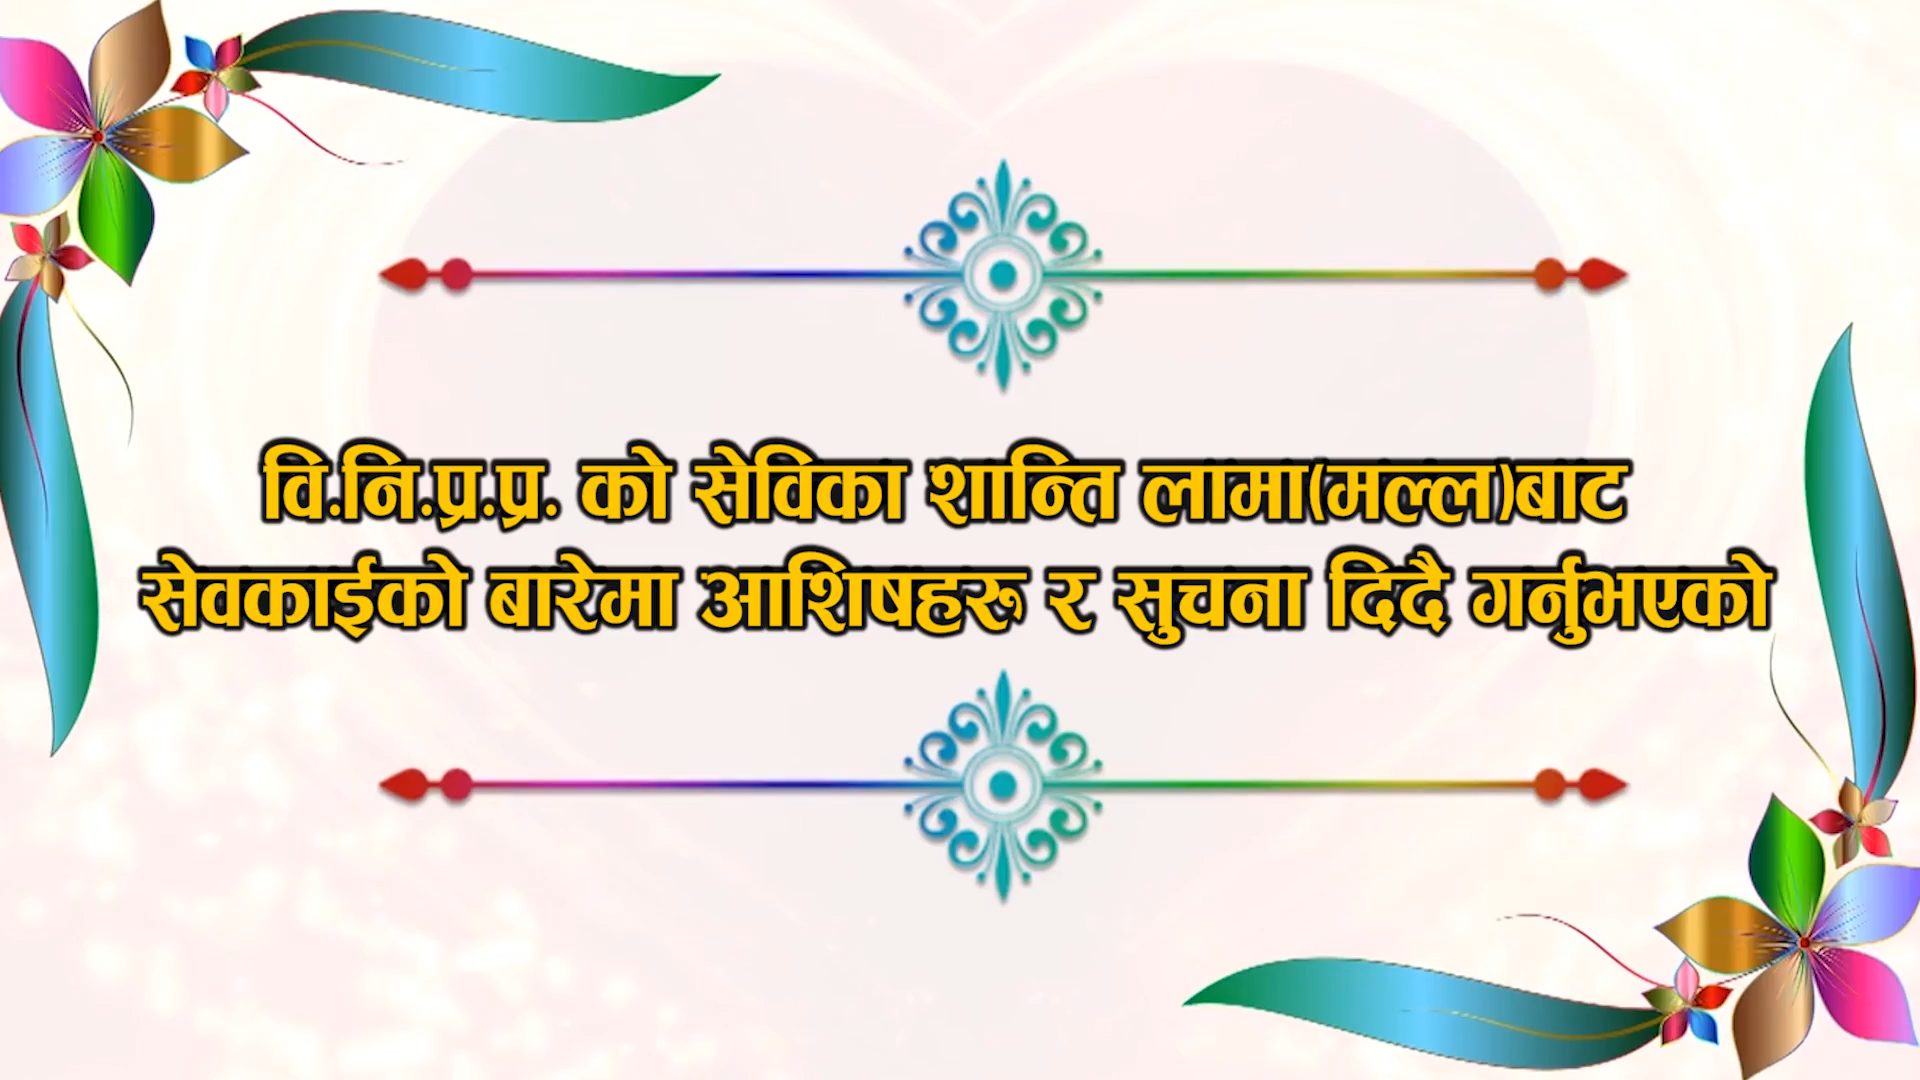 वि.नि.प्र.प्र. को सेविका शान्ति लामा(मल्ल)बाट
सेवकाईको बारेमा आशिषहरू र सुचना दिदै गर्नुभएको